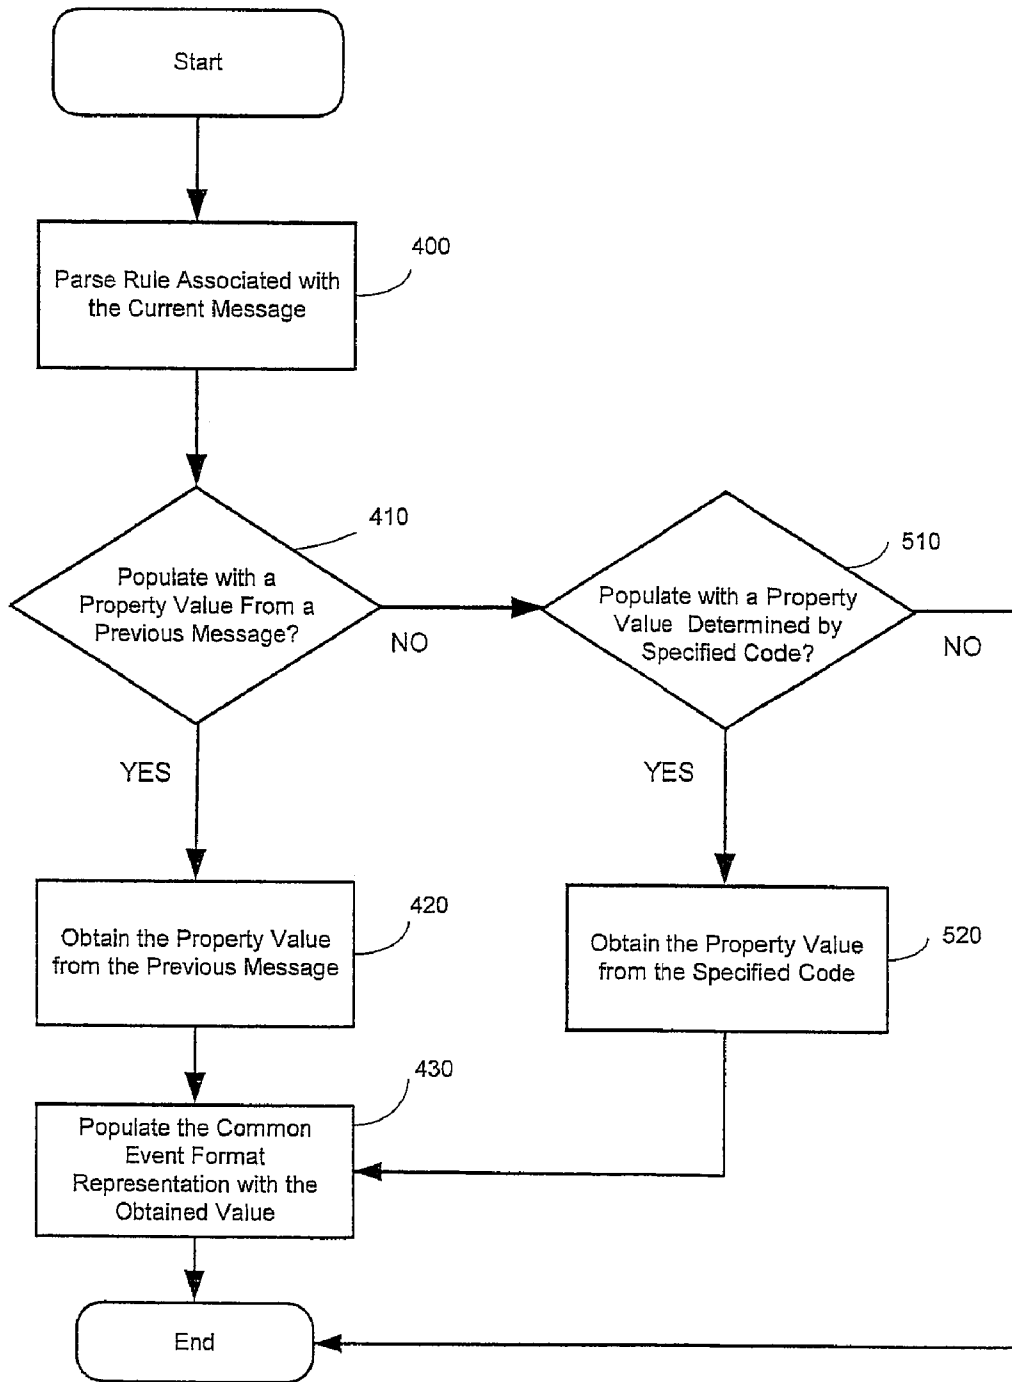 Start
400
Parse Rule Associated with
the Current Message
410
Populate with a
Property Value From a
Previous Message?
NO
YES
510
Populate with a Property
Value Determined by
Specified Code?
NO
YES
420
Obtain the Property Value
from the Previous Message
520
Obtain the Property Value
from the Specified Code
430
Populate the Common
Event Format
Representation with the
Obtained Value
End